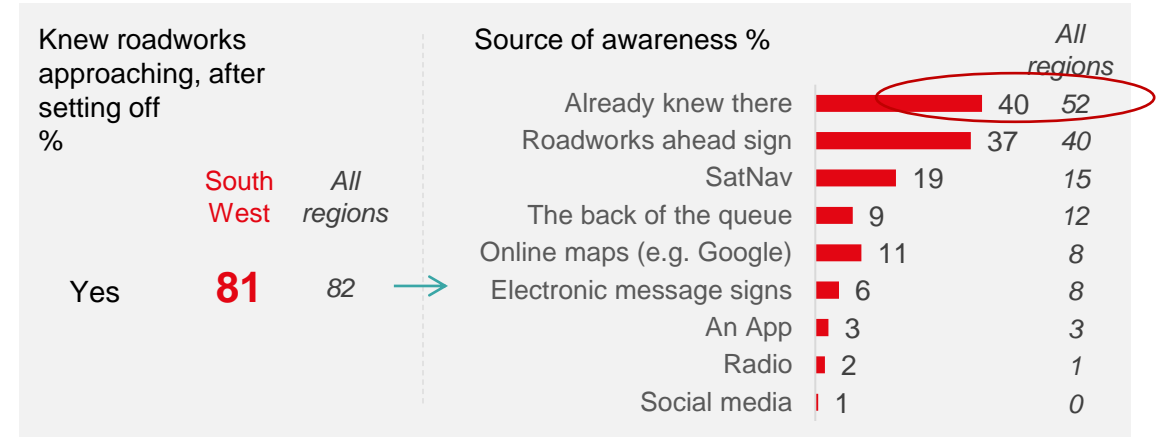 Knew roadworks
approaching, after
setting off
%
South
West
All
regions
Yes 81 82
Source of awareness %
All
regions
Already knew there 40 52
Roadworks ahead sign 37 40
SatNav 19 15
The back of the queue 9 12
Online maps (e.g. Google) 11 8
Electronic message signs 6 8
An App 3 3
Radio 2 1
Social media 1 0